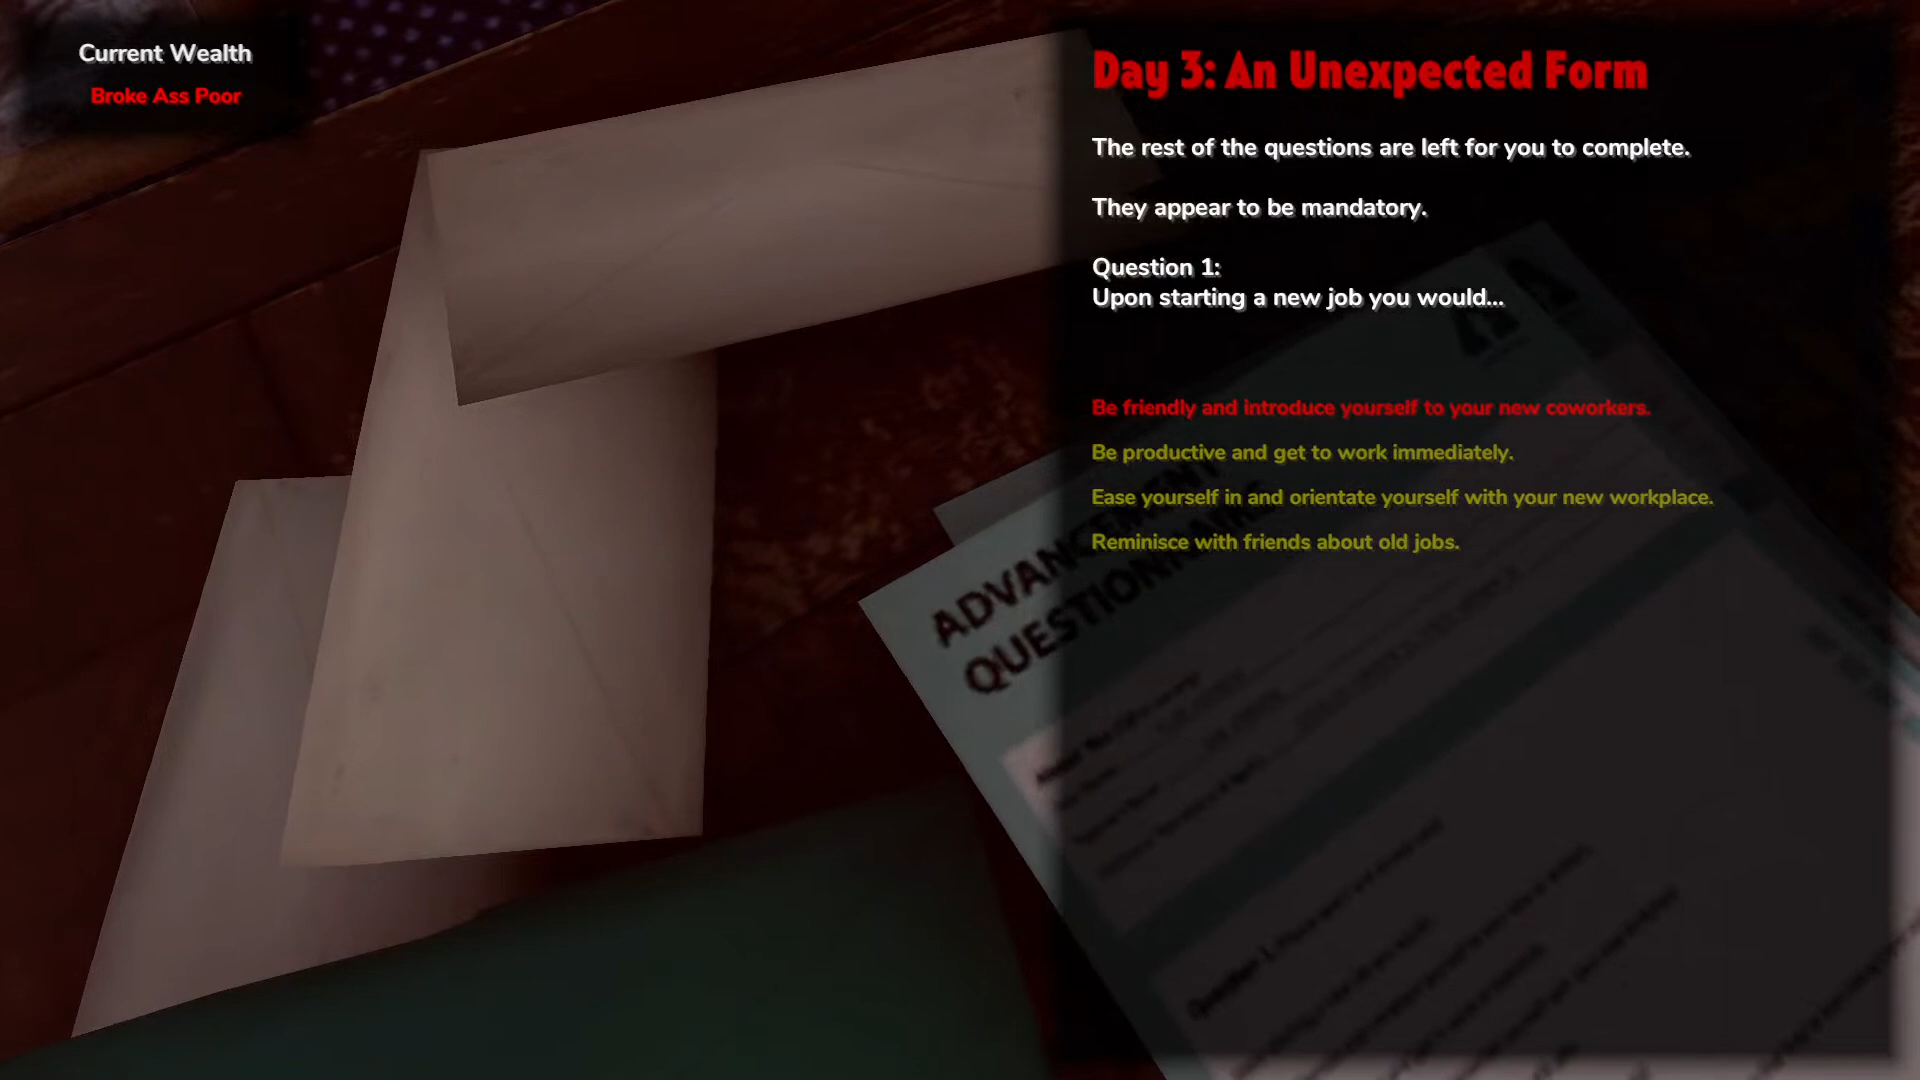 Current Wealth
Broke Ass Poor
Day 3: An Unexpected Form
The rest of the questions are left for you to complete.
They appear to be mandatory.
Question 1:
Upon starting a new job you would...
Be friendly and introduce yourself to your new coworkers.
Be productive and get to work immediately.
Ease yourself in and orientate yourself with your new workplace.
Reminisce with friends about old jobs.
ADVANCEMENT
QUESTIONNAIRE